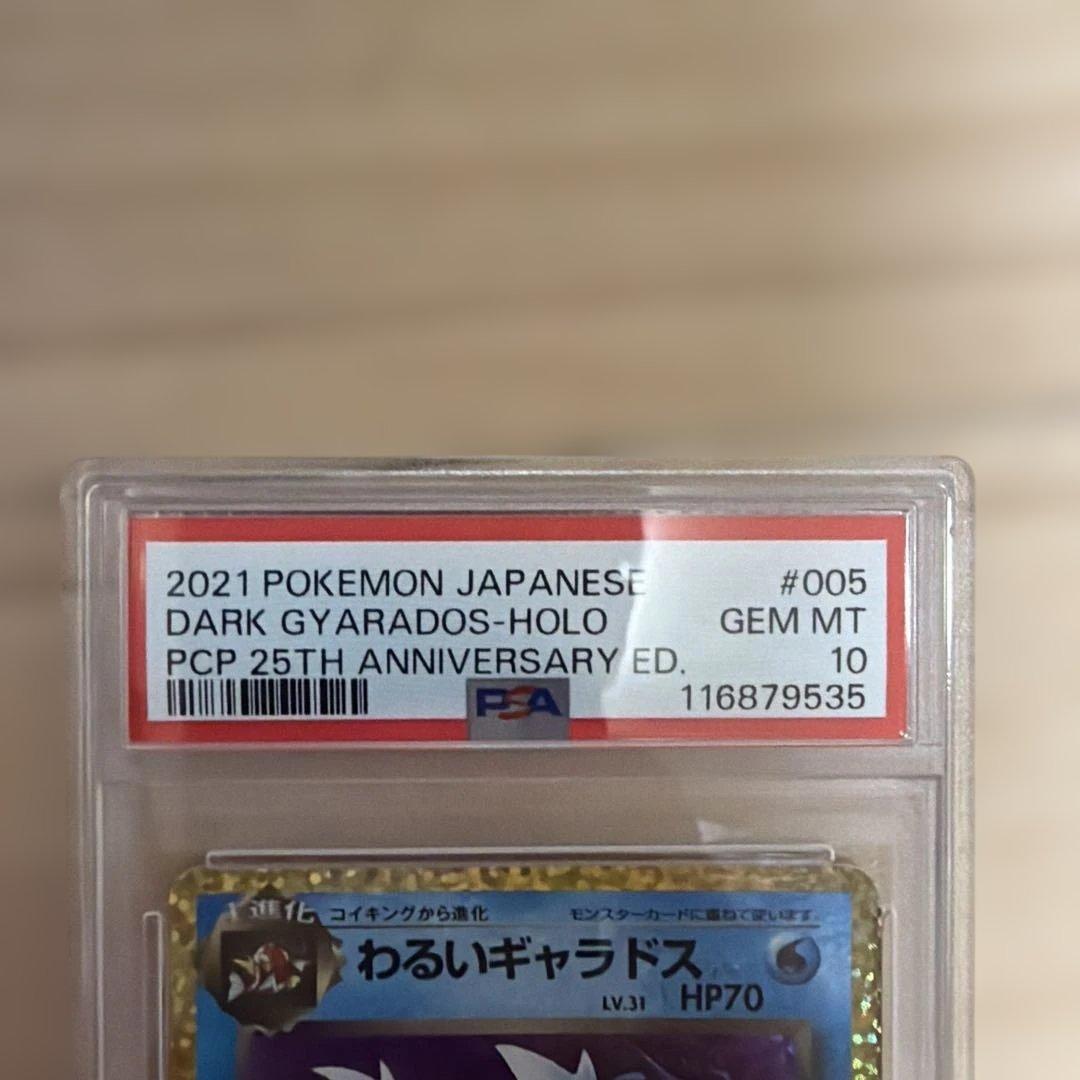 2021 POKEMON JAPANESE #005
DARK GYARADOS-HOLO GEM MT
PCP 25TH ANNIVERSARY ED. 10
PSA 116879535
1進化 コイキングから進化 モンスターカードに重ねて使います。
わるいギャラドス
LV.31 HP70